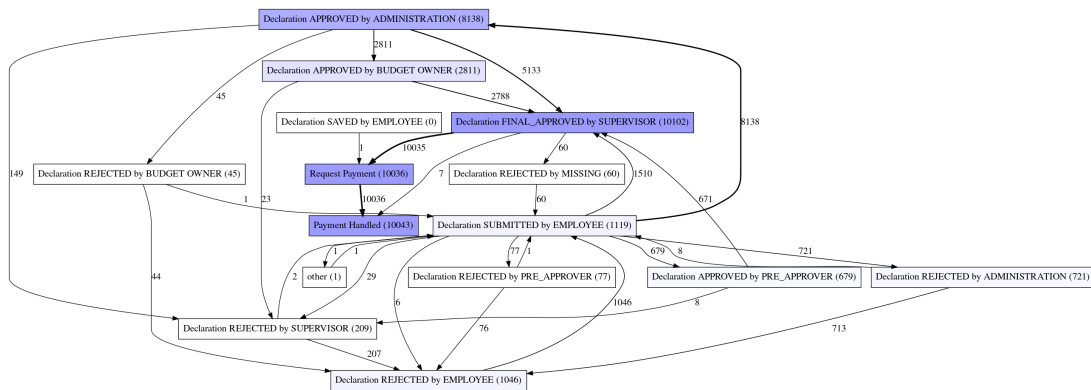 Declaration APPROVED by ADMINISTRATION (8138)
2811
Declaration APPROVED by BUDGET OWNER (2811)
5133
45
2788
Declaration SAVED by EMPLOYEE (0)
Declaration FINAL_APPROVED by SUPERVISOR (10102)
8138
1
10035
60
149
Declaration REJECTED by BUDGET OWNER (45)
Request Payment (10036)
7
Declaration REJECTED by MISSING (60)
1510
671
23
1
10036
60
Payment Handled (10043)
Declaration SUBMITTED by EMPLOYEE (1119)
1
77
1
679
8
721
44
2
other (1)
1
29
Declaration REJECTED by PRE_APPROVER (77)
Declaration APPROVED by PRE_APPROVER (679)
Declaration REJECTED by ADMINISTRATION (721)
6
1046
8
Declaration REJECTED by SUPERVISOR (209)
76
713
207
Declaration REJECTED by EMPLOYEE (1046)